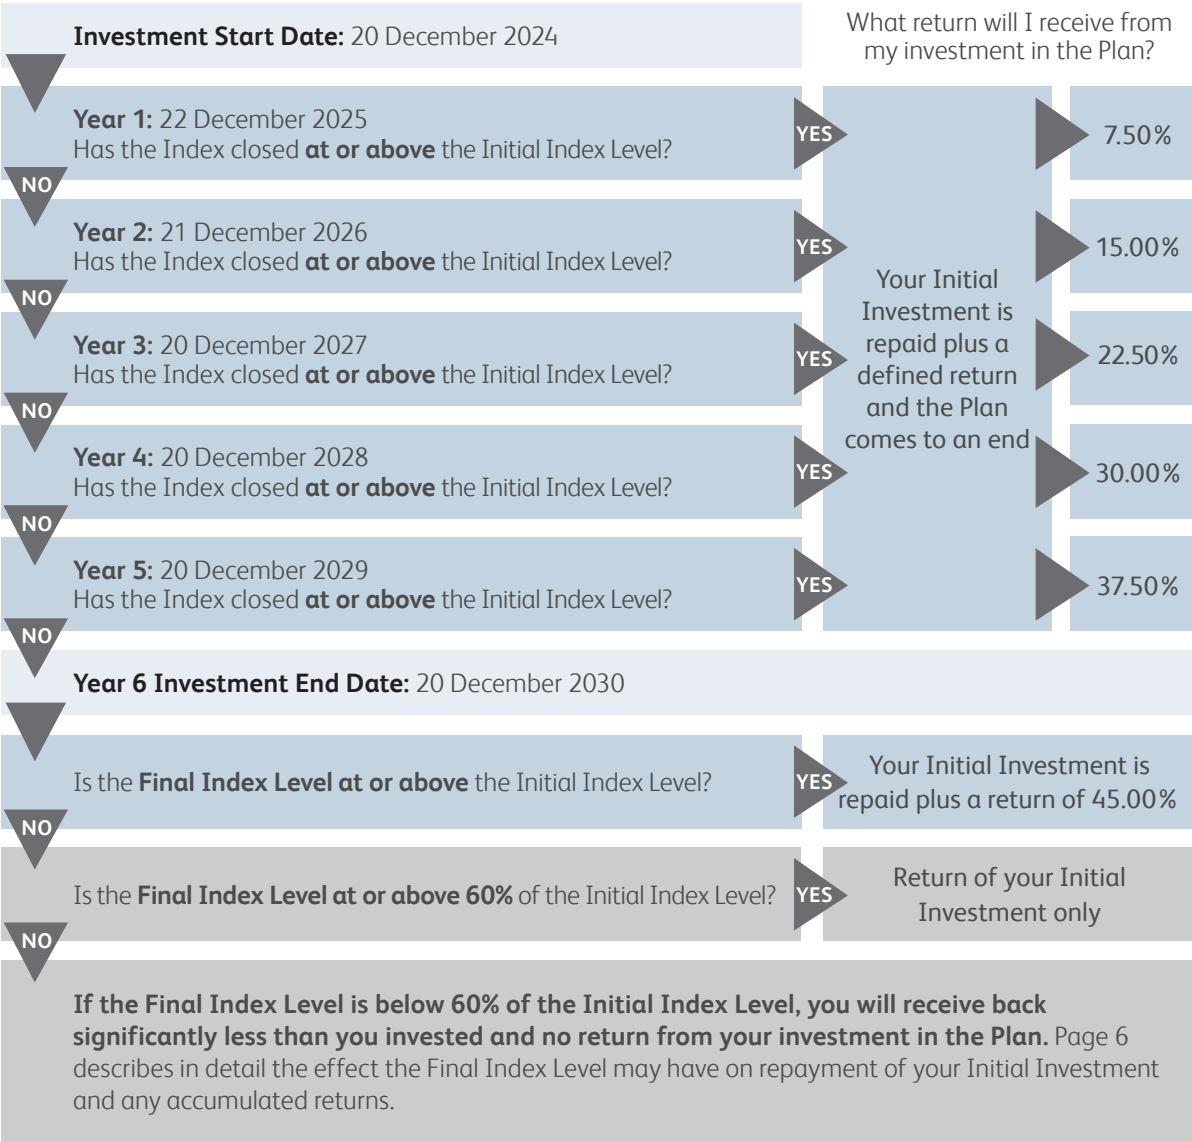 Investment Start Date: 20 December 2024
What return will I receive from
my investment in the Plan?
Year 1: 22 December 2025
Has the Index closed at or above the Initial Index Level?
YES
7.50%
NO
Year 2: 21 December 2026
Has the Index closed at or above the Initial Index Level?
YES
15.00%
NO
Year 3: 20 December 2027
Has the Index closed at or above the Initial Index Level?
YES
22.50%
NO
Year 4: 20 December 2028
Has the Index closed at or above the Initial Index Level?
YES
30.00%
NO
Year 5: 20 December 2029
Has the Index closed at or above the Initial Index Level?
YES
37.50%
Your Initial
Investment is
repaid plus a
defined return
and the Plan
comes to an end
NO
Year 6 Investment End Date: 20 December 2030
Is the Final Index Level at or above the Initial Index Level?
YES
Your Initial Investment is
repaid plus a return of 45.00%
NO
Is the Final Index Level at or above 60% of the Initial Index Level?
YES
Return of your Initial
Investment only
NO
If the Final Index Level is below 60% of the Initial Index Level, you will receive back
significantly less than you invested and no return from your investment in the Plan. Page 6
describes in detail the effect the Final Index Level may have on repayment of your Initial Investment
and any accumulated returns.